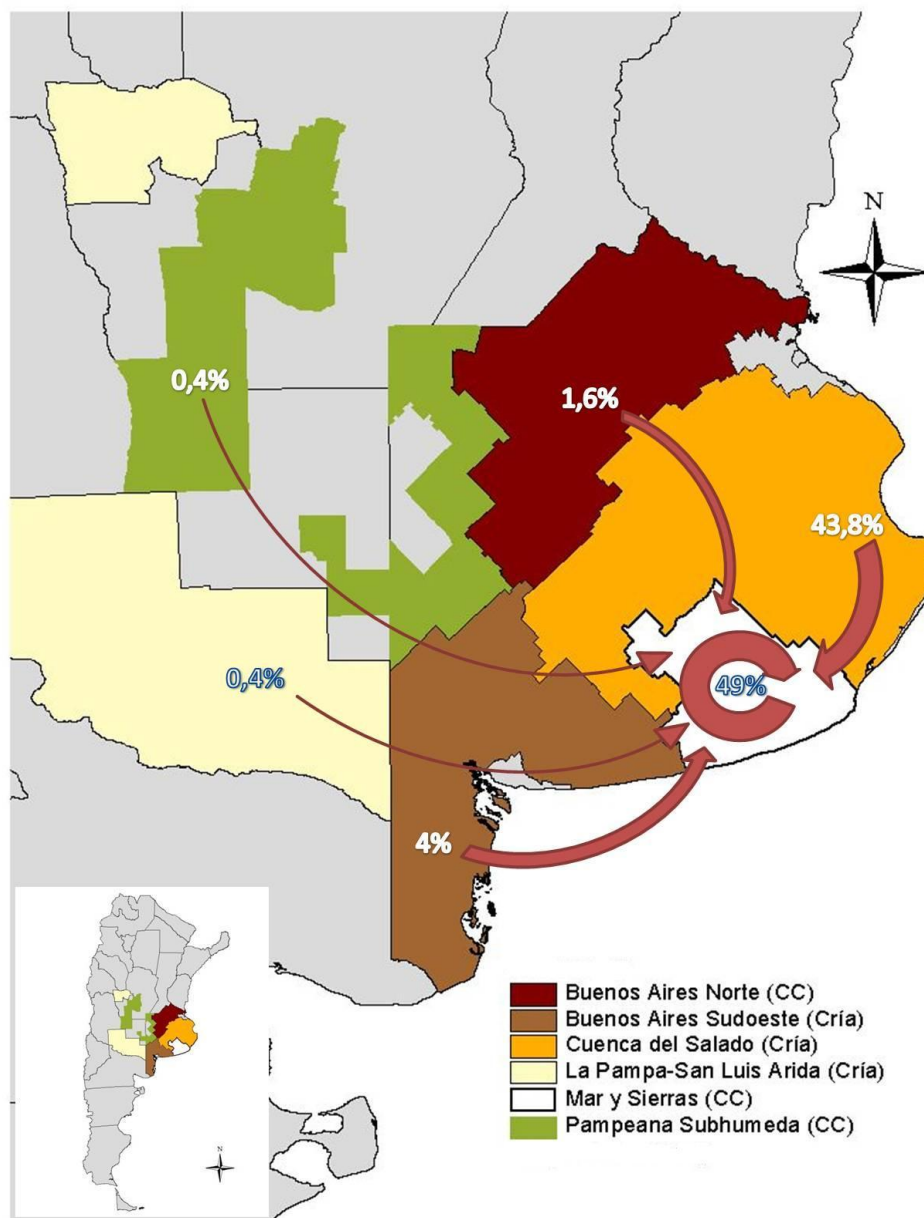 N
0,4%
1,6%
43,8%
0,4%
49%
4%
Buenos Aires Norte (CC)
Buenos Aires Sudoeste (Cría)
Cuenca del Salado (Cría)
La Pampa-San Luis Arida (Cría)
Mar y Sierras (CC)
Pampeana Subhumeda (CC)
N